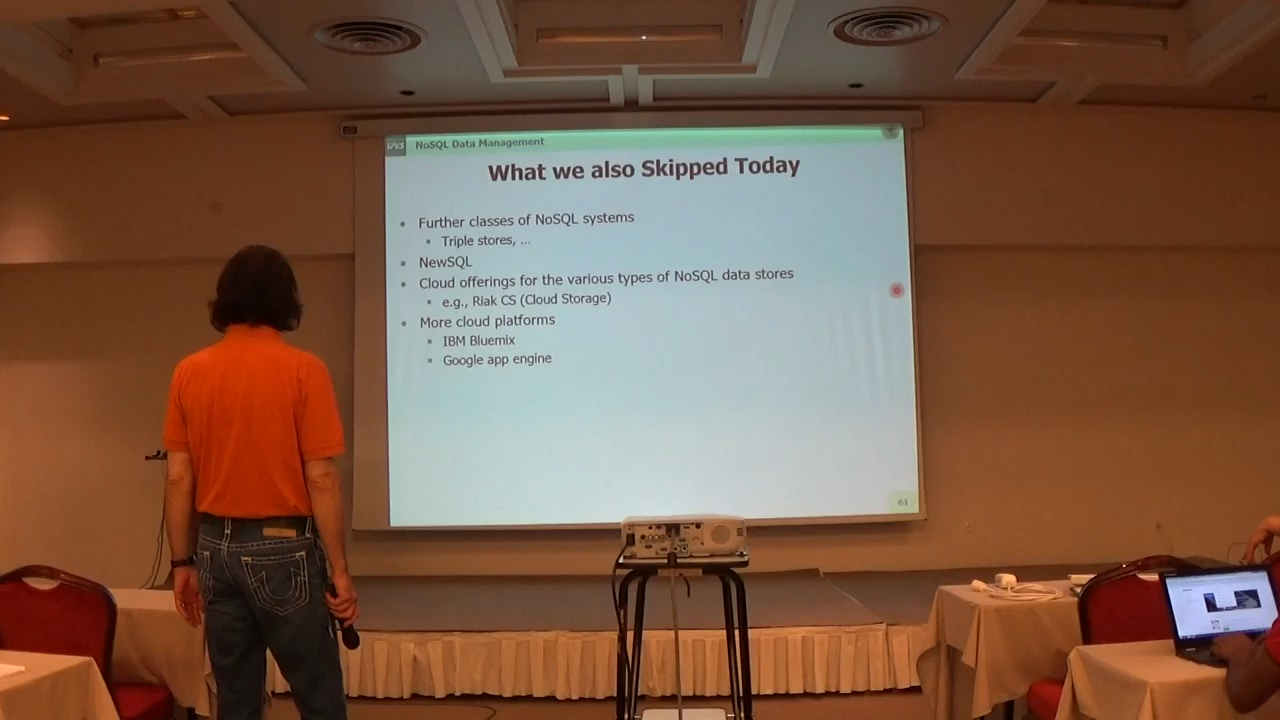 IPVS
NoSQL Data Management
What we also Skipped Today
• Further classes of NoSQL systems
▪ Triple stores, ...
• NewSQL
• Cloud offerings for the various types of NoSQL data stores
▪ e.g., Riak CS (Cloud Storage)
• More cloud platforms
▪ IBM Bluemix
▪ Google app engine
61